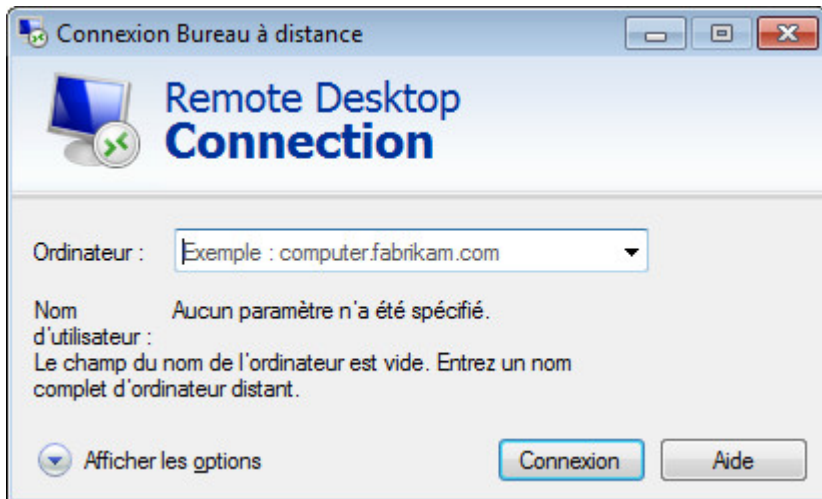 Connexion Bureau à distance
Remote Desktop
Connection
Ordinateur :
Exemple : computer.fabrikam.com
Nom
d'utilisateur :
Aucun paramètre n'a été spécifié.
Le champ du nom de l'ordinateur est vide. Entrez un nom
complet d'ordinateur distant.
Afficher les options
Connexion
Aide